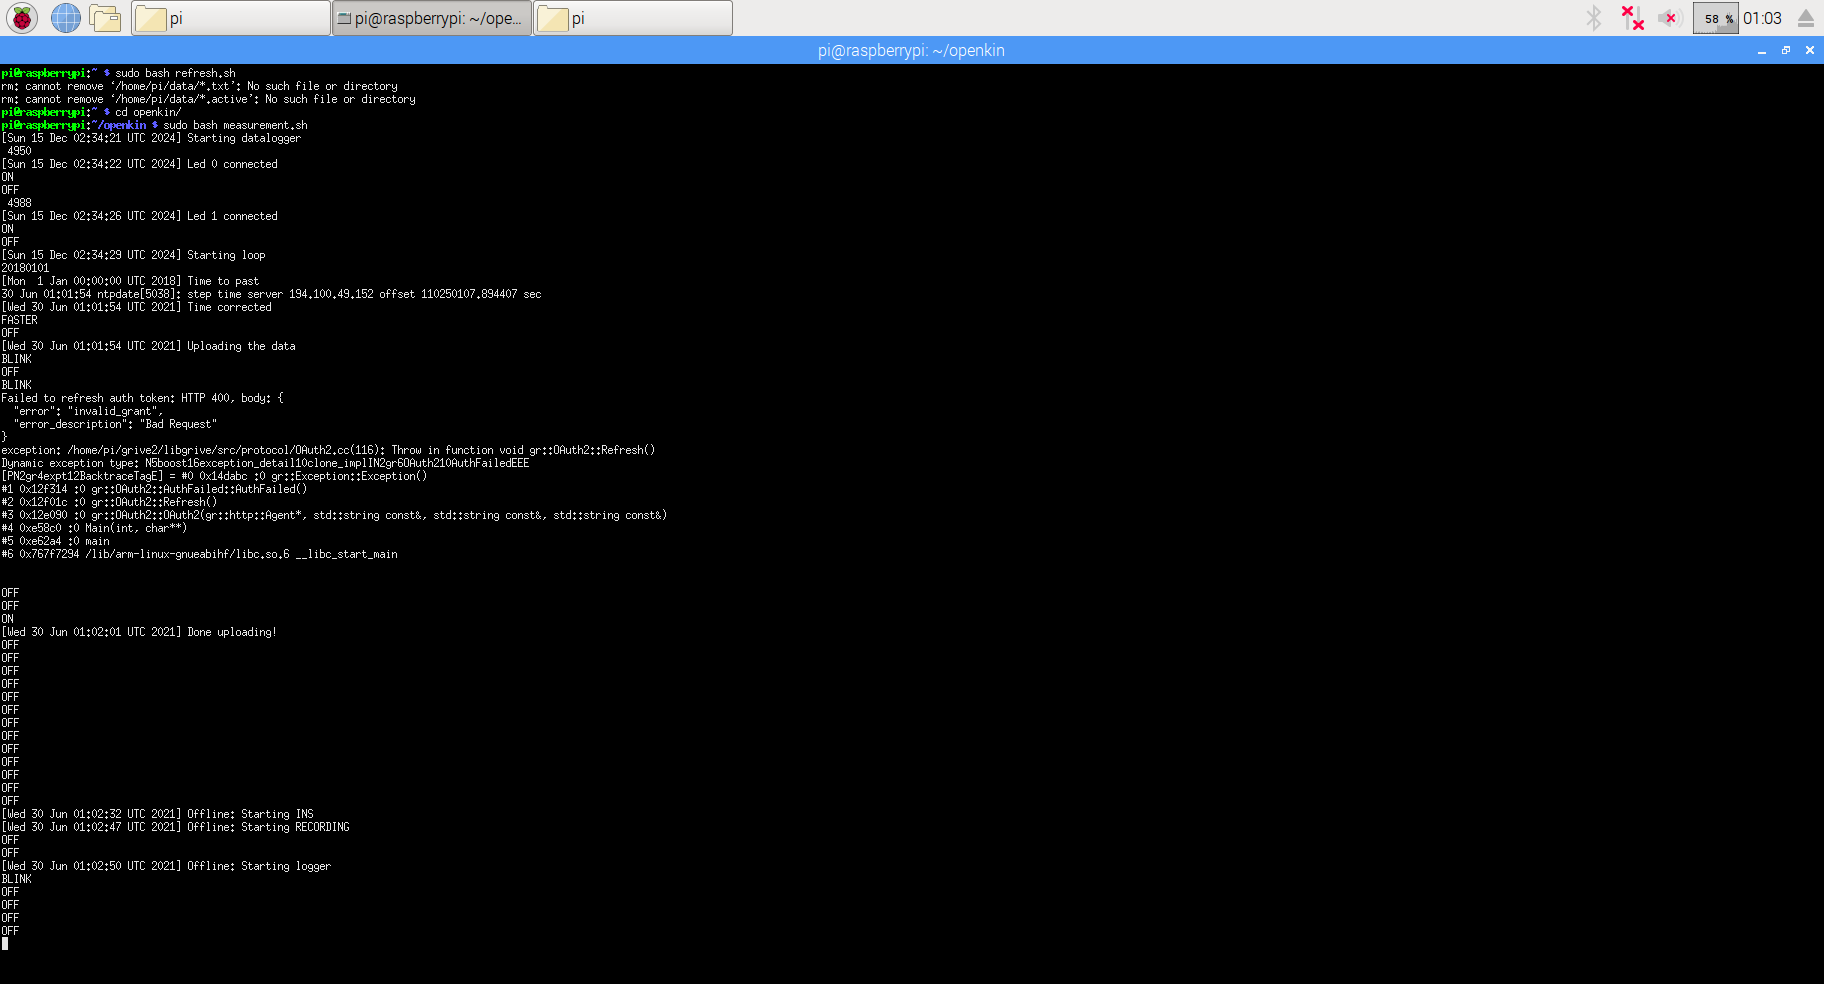 pi
pi@raspberrypi: ~/ope...
pi
58 %
01:03
pi@raspberrypi: ~/openkin
pi@raspberrypi:~ $ sudo bash refresh.sh
rm: cannot remove ‘/home/pi/data/*.txt’: No such file or directory
rm: cannot remove ‘/home/pi/data/*.active’: No such file or directory
pi@raspberrypi:~ $ cd openkin/
pi@raspberrypi:~/openkin $ sudo bash measurement.sh
[Sun 15 Dec 02:34:21 UTC 2024] Starting datalogger
4950
[Sun 15 Dec 02:34:22 UTC 2024] Led 0 connected
ON
OFF
4988
[Sun 15 Dec 02:34:26 UTC 2024] Led 1 connected
ON
OFF
[Sun 15 Dec 02:34:29 UTC 2024] Starting loop
20180101
[Mon  1 Jan 00:00:00 UTC 2018] Time to past
30 Jun 01:01:54 ntpdate[5038]: step time server 194.100.49.152 offset 110250107.894407 sec
[Wed 30 Jun 01:01:54 UTC 2021] Time corrected
FASTER
OFF
[Wed 30 Jun 01:01:54 UTC 2021] Uploading the data
BLINK
OFF
BLINK
Failed to refresh auth token: HTTP 400, body: {
  "error": "invalid_grant",
  "error_description": "Bad Request"
}
exception: /home/pi/grive2/libgrive/src/protocol/OAuth2.cc(116): Throw in function void gr::OAuth2::Refresh()
Dynamic exception type: N5boost16exception_detail10clone_implIN2gr6OAuth210AuthFailedEEE
[PN2gr4expt12BacktraceTagE] = #0 0x14dabc :0 gr::Exception::Exception()
#1 0x12f314 :0 gr::OAuth2::AuthFailed::AuthFailed()
#2 0x12f01c :0 gr::OAuth2::Refresh()
#3 0x12e090 :0 gr::OAuth2::OAuth2(gr::http::Agent*, std::string const&, std::string const&, std::string const&)
#4 0xe58c0 :0 Main(int, char**)
#5 0xe62a4 :0 main
#6 0x767f7294 /lib/arm-linux-gnueabihf/libc.so.6 __libc_start_main
OFF
OFF
ON
[Wed 30 Jun 01:02:01 UTC 2021] Done uploading!
OFF
OFF
OFF
OFF
OFF
OFF
OFF
OFF
OFF
OFF
OFF
OFF
OFF
[Wed 30 Jun 01:02:32 UTC 2021] Offline: Starting INS
[Wed 30 Jun 01:02:47 UTC 2021] Offline: Starting RECORDING
OFF
OFF
[Wed 30 Jun 01:02:50 UTC 2021] Offline: Starting logger
BLINK
OFF
OFF
OFF
OFF